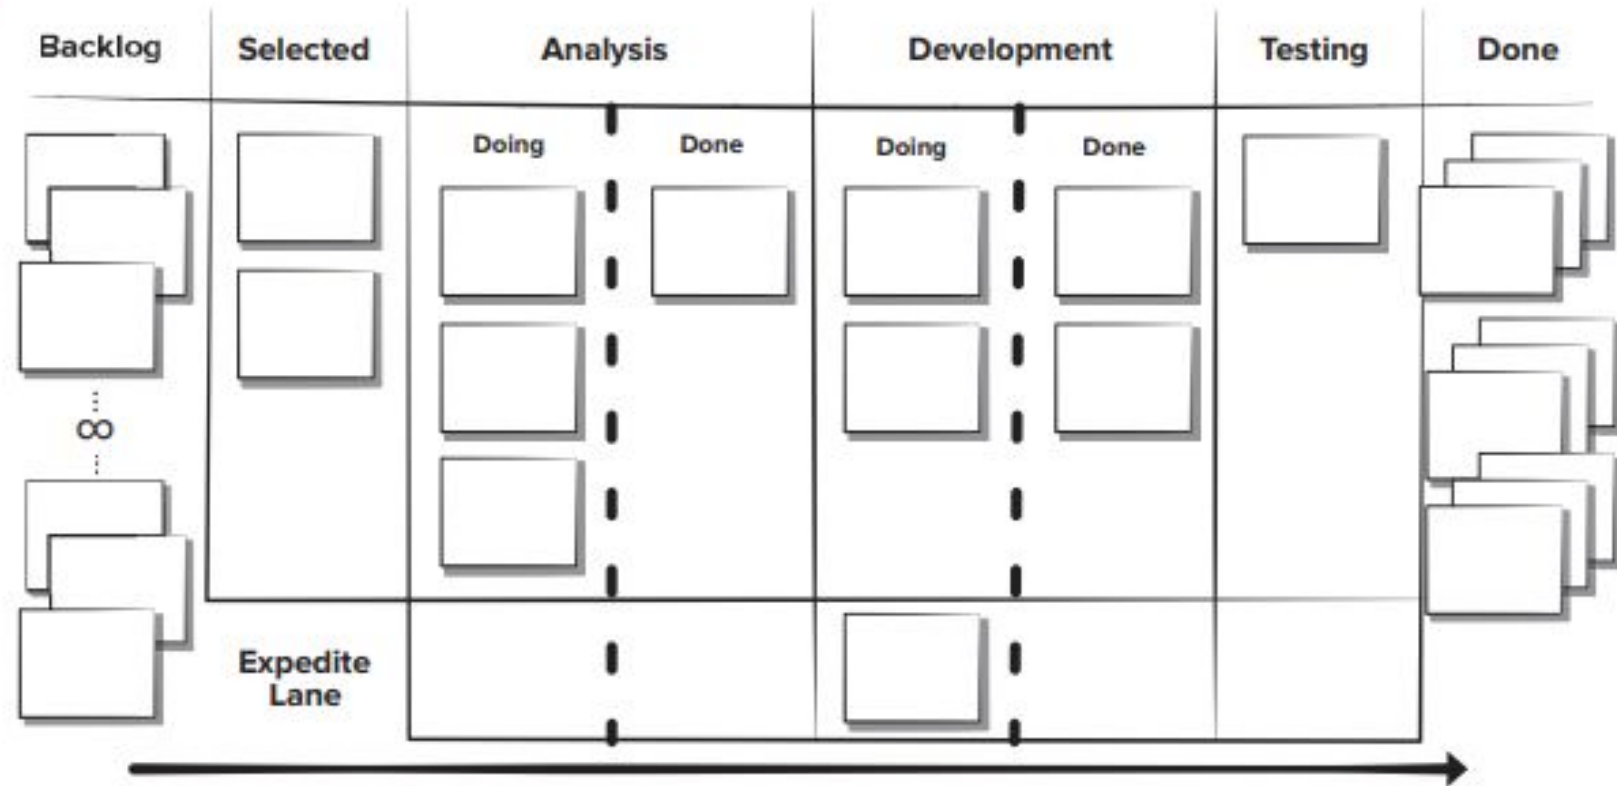 Backlog
Selected
Analysis
Development
Testing
Done
Doing
Done
Doing
Done
∞
Expedite
Lane